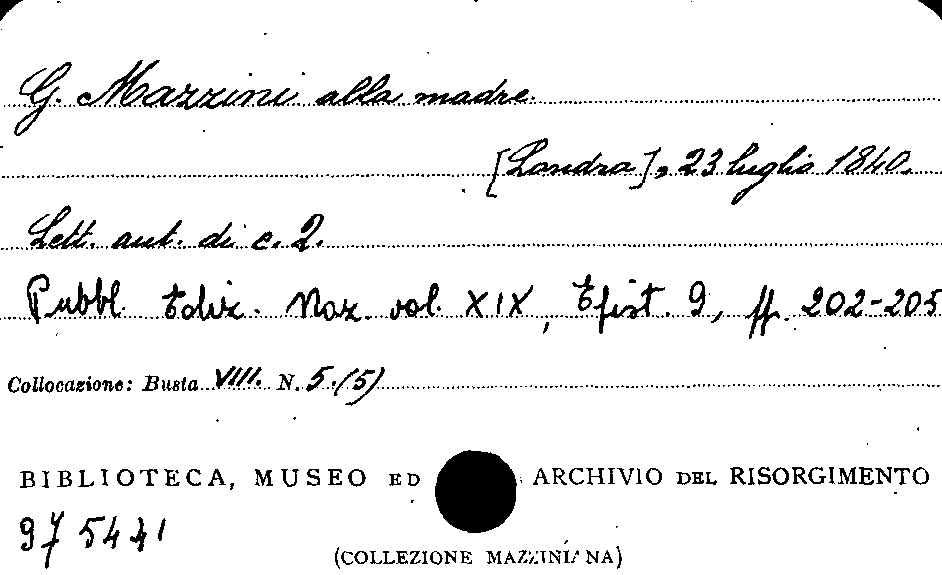 G. Mazzini alla madre.
[Londra], 23 luglio 1840.
Lett. aut. di c. 2.
Pubbl. Ediz. Naz. vol. XIX, Epist. 9, pp. 202-205
Collocazione: Busta VIII. N. 5.(5)
BIBLIOTECA, MUSEO ED ARCHIVIO DEL RISORGIMENTO
975441
(COLLEZIONE MAZZINIANA)